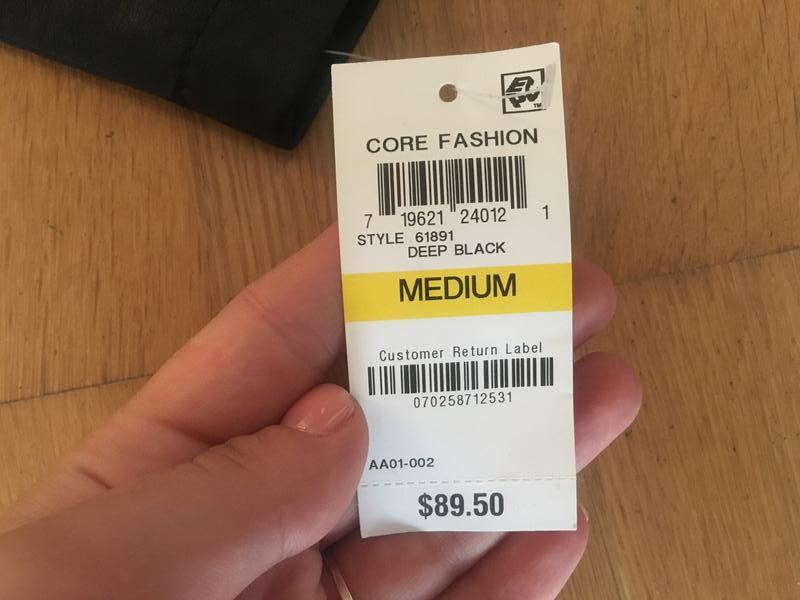 TM
CORE FASHION
7 19621 24012 1
STYLE 61891
DEEP BLACK
MEDIUM
Customer Return Label
070258712531
AA01-002
$89.50